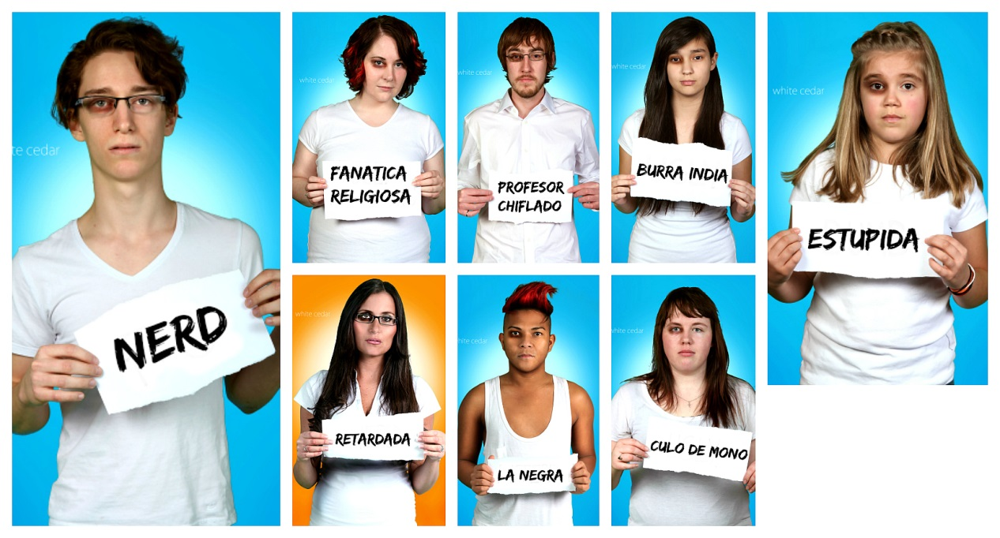 te cedar
NERD
white cedar
FANATICA
RELIGIOSA
white cedar
PROFESOR
CHIFLADO
white cedar
BURRA INDIA
white cedar
ESTUPIDA
white cedar
RETARDADA
white cedar
LA NEGRA
white cedar
CULO DE MONO